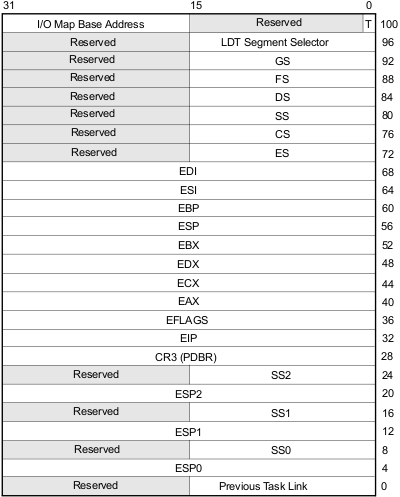 31 15 0
I/O Map Base Address Reserved T 100
Reserved LDT Segment Selector 96
Reserved GS 92
Reserved FS 88
Reserved DS 84
Reserved SS 80
Reserved CS 76
Reserved ES 72
EDI 68
ESI 64
EBP 60
ESP 56
EBX 52
EDX 48
ECX 44
EAX 40
EFLAGS 36
EIP 32
CR3 (PDBR) 28
Reserved SS2 24
ESP2 20
Reserved SS1 16
ESP1 12
Reserved SS0 8
ESP0 4
Reserved Previous Task Link 0